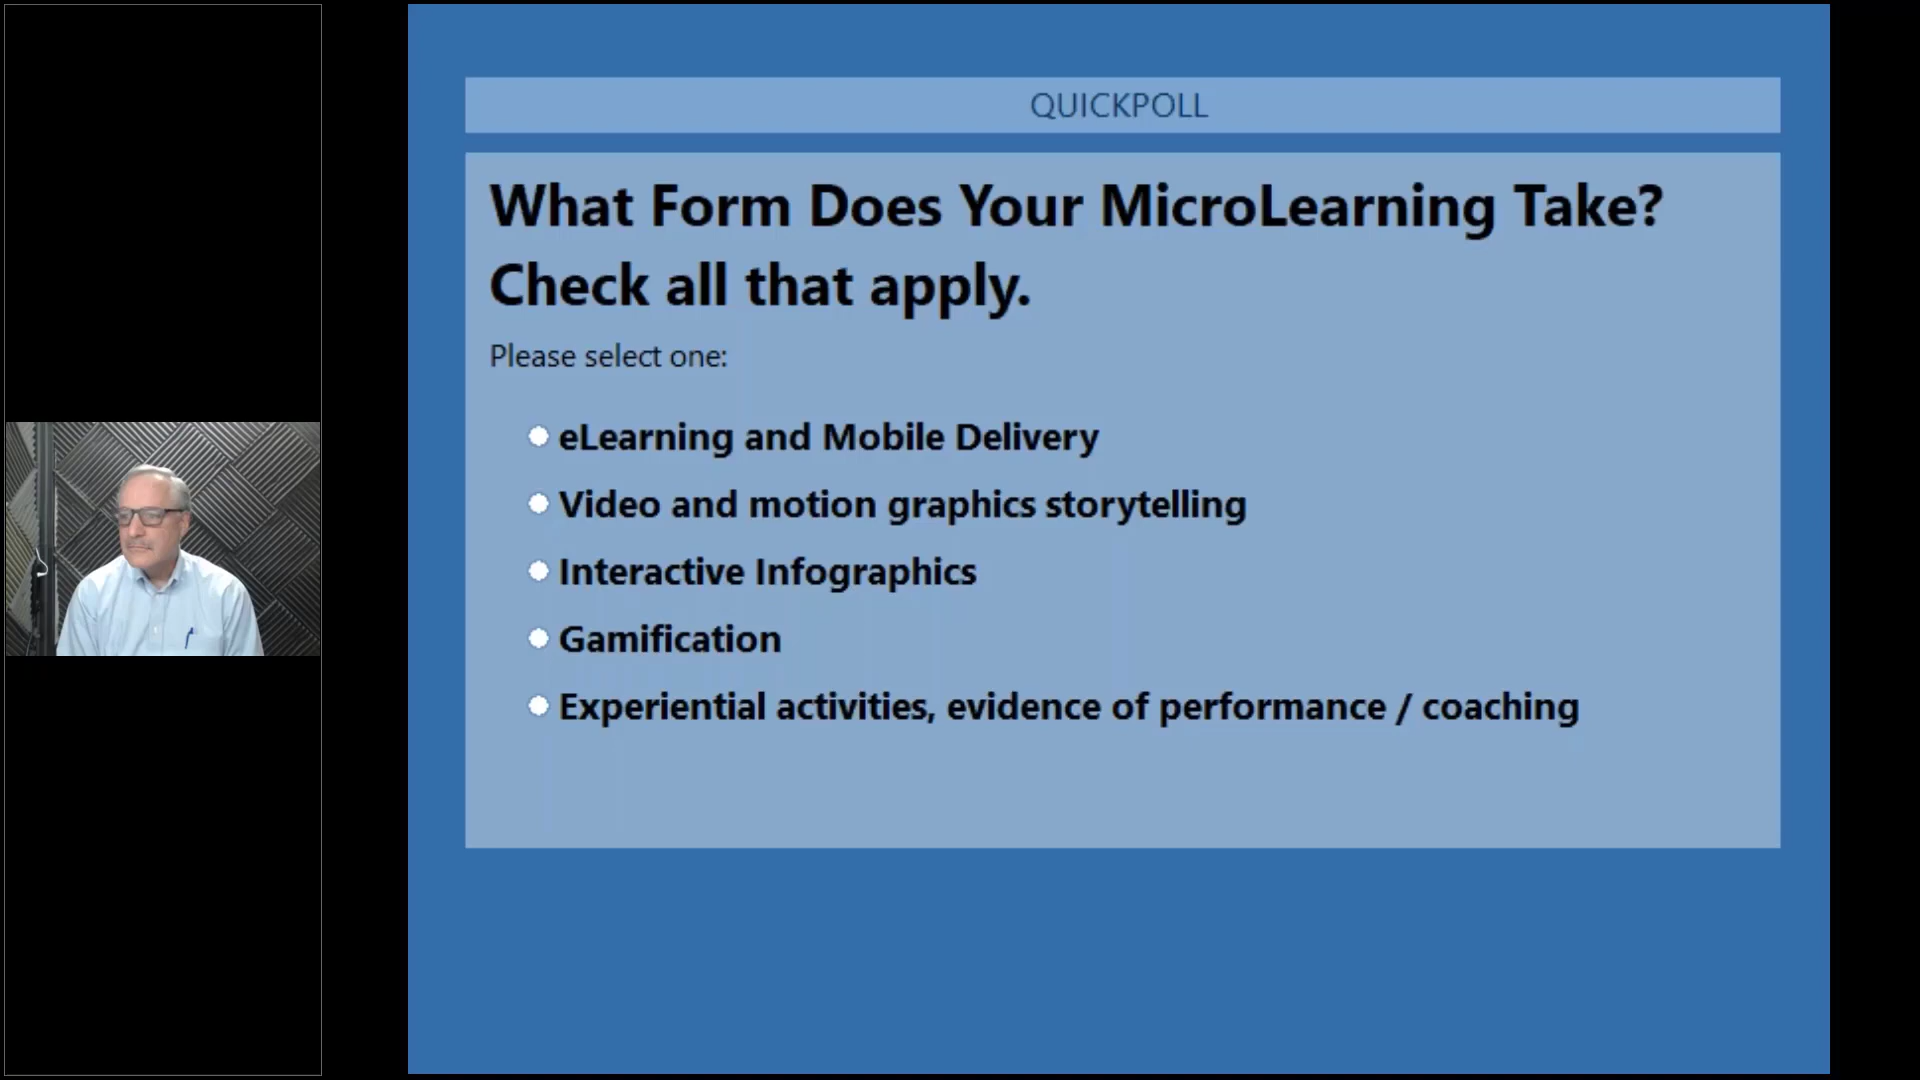 QUICKPOLL
What Form Does Your MicroLearning Take?
Check all that apply.
Please select one:
eLearning and Mobile Delivery
Video and motion graphics storytelling
Interactive Infographics
Gamification
Experiential activities, evidence of performance / coaching